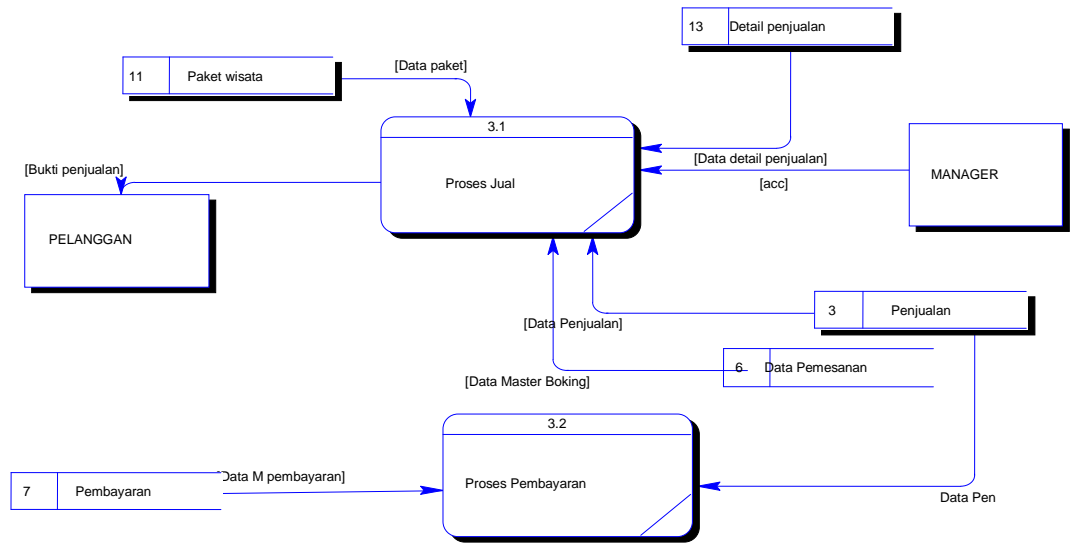 13 Detail penjualan
[Data paket]
11 Paket wisata
3.1
[Data detail penjualan]
[Bukti penjualan]
MANAGER
Proses Jual
[acc]
PELANGGAN
3 Penjualan
[Data Penjualan]
6 Data Pemesanan
[Data Master Boking]
3.2
[Data M pembayaran]
Proses Pembayaran
7 Pembayaran
Data Pen